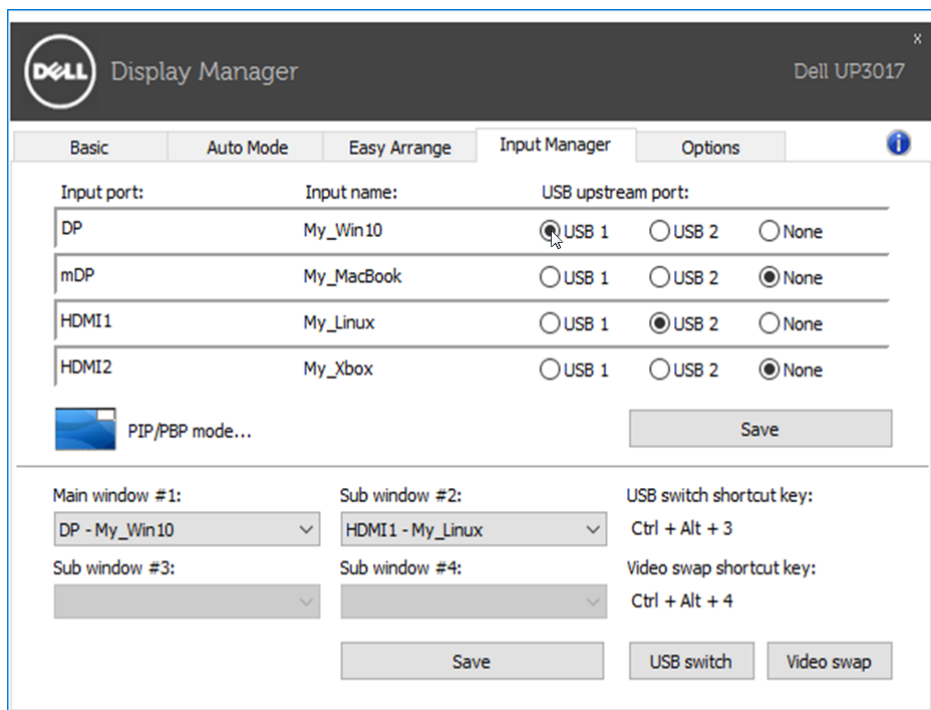 x
DELL Display Manager Dell UP3017
Basic Auto Mode Easy Arrange Input Manager Options i
Input port: Input name: USB upstream port:
DP My_Win10 USB 1 USB 2 None
mDP My_MacBook USB 1 USB 2 None
HDMI1 My_Linux USB 1 USB 2 None
HDMI2 My_Xbox USB 1 USB 2 None
PIP/PBP mode... Save
Main window #1: Sub window #2: USB switch shortcut key:
DP - My_Win10 HDMI1 - My_Linux Ctrl + Alt + 3
Sub window #3: Sub window #4: Video swap shortcut key:
Ctrl + Alt + 4
Save USB switch Video swap